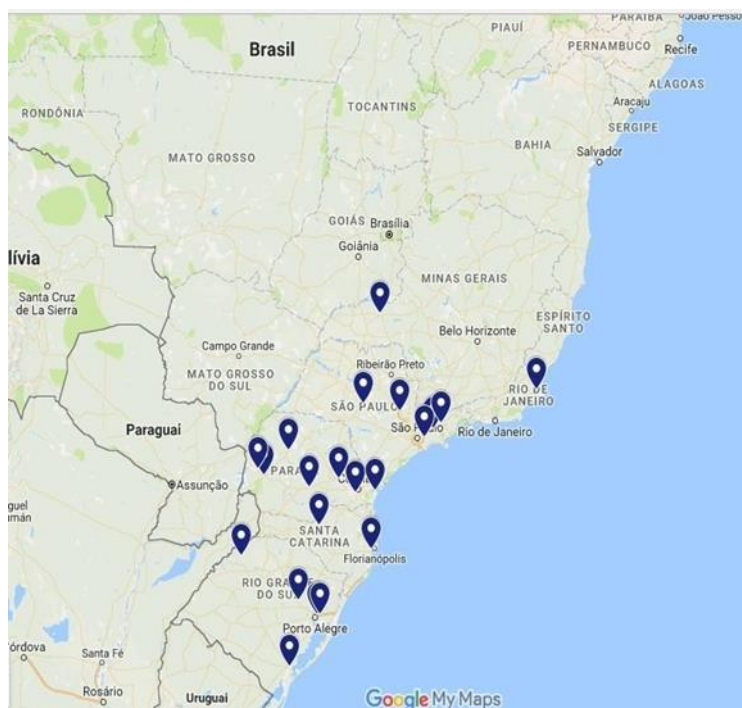 PARAÍBA
João Pesso
PIAUÍ
PERNAMBUCO
Recife
Brasil
ALAGOAS
TOCANTINS
Aracaju
RONDÔNIA
SERGIPE
BAHIA
Salvador
MATO GROSSO
GOIÁS
Brasília
Goiânia
lívia
MINAS GERAIS
Santa Cruz
de La Sierra
ESPÍRITO
SANTO
Belo Horizonte
Campo Grande
Ribeirão Preto
MATO GROSSO
DO SUL
RIO DE
JANEIRO
SÃO PAULO
Paraguai
Rio de Janeiro
PARA
Assunção
SANTA
CATARINA
Florianópolis
RIO GRANDE
DO SUL
Porto Alegre
órdova
Santa Fé
Rosário
Uruguai
Google My Maps